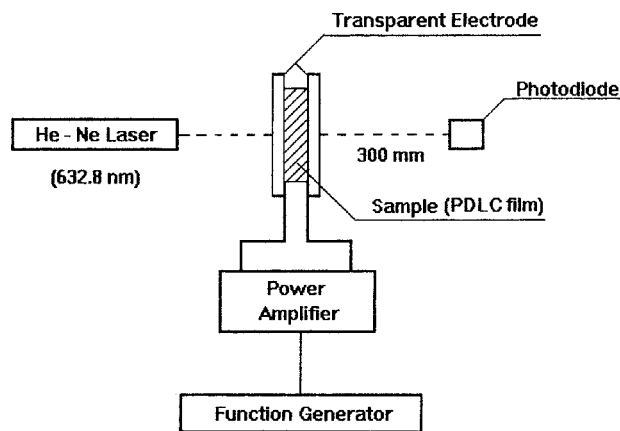 Transparent Electrode
Photodiode
He - Ne Laser
300 mm
(632.8 nm)
Sample (PDLC film)
Power
Amplifier
Function Generator